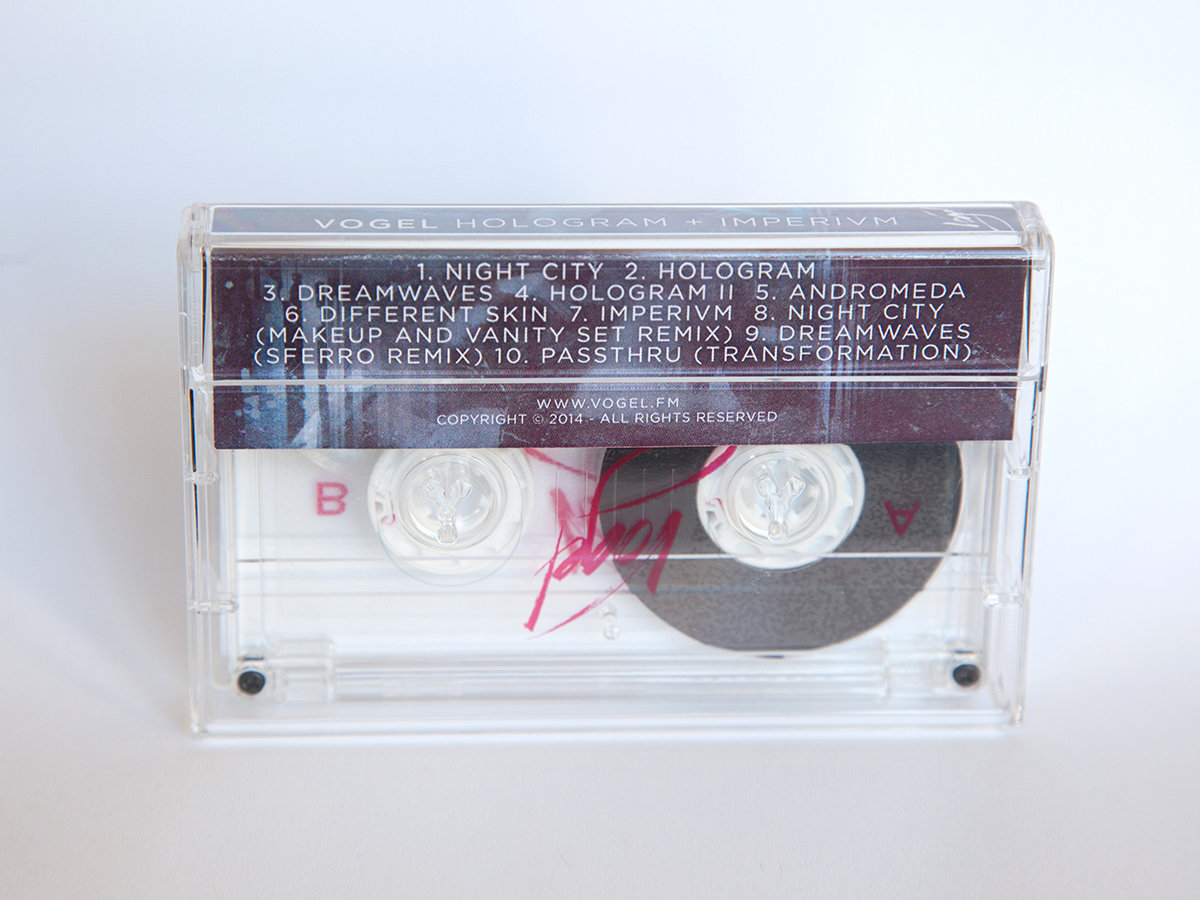 VOGEL HOLOGRAM + IMPERIVM
1. NIGHT CITY 2. HOLOGRAM
3. DREAMWAVES 4. HOLOGRAM II 5. ANDROMEDA
6. DIFFERENT SKIN 7. IMPERIVM 8. NIGHT CITY
(MAKEUP AND VANITY SET REMIX) 9. DREAMWAVES
(SFERRO REMIX) 10. PASSTHRU (TRANSFORMATION)
WWW.VOGEL.FM
COPYRIGHT © 2014 - ALL RIGHTS RESERVED
B
A
Vogel